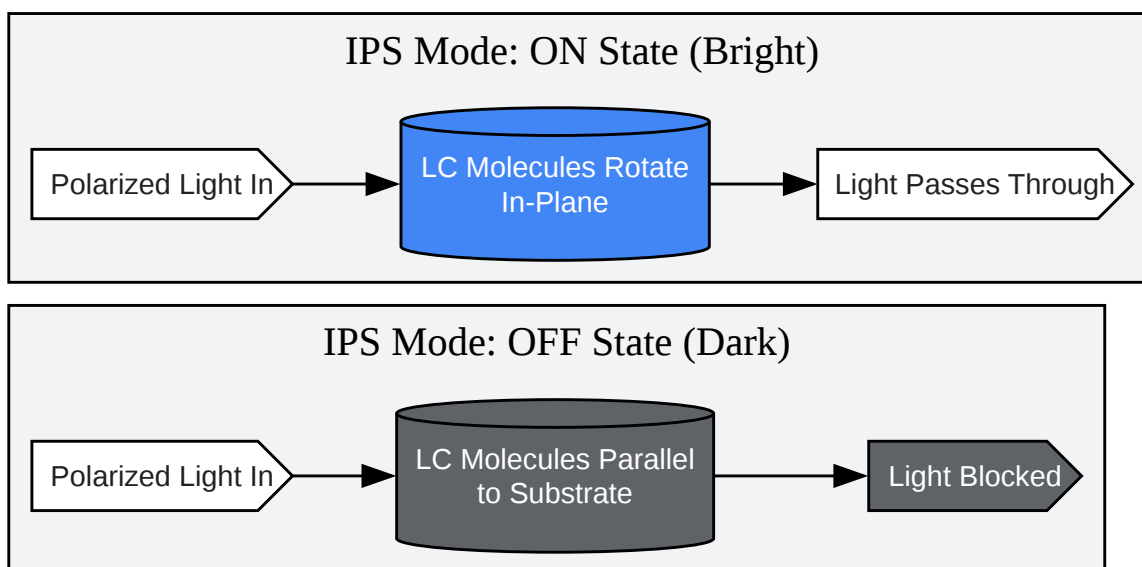 IPS Mode: ON State (Bright)
Polarized Light In
LC Molecules Rotate
In-Plane
Light Passes Through
IPS Mode: OFF State (Dark)
Polarized Light In
LC Molecules Parallel
to Substrate
Light Blocked